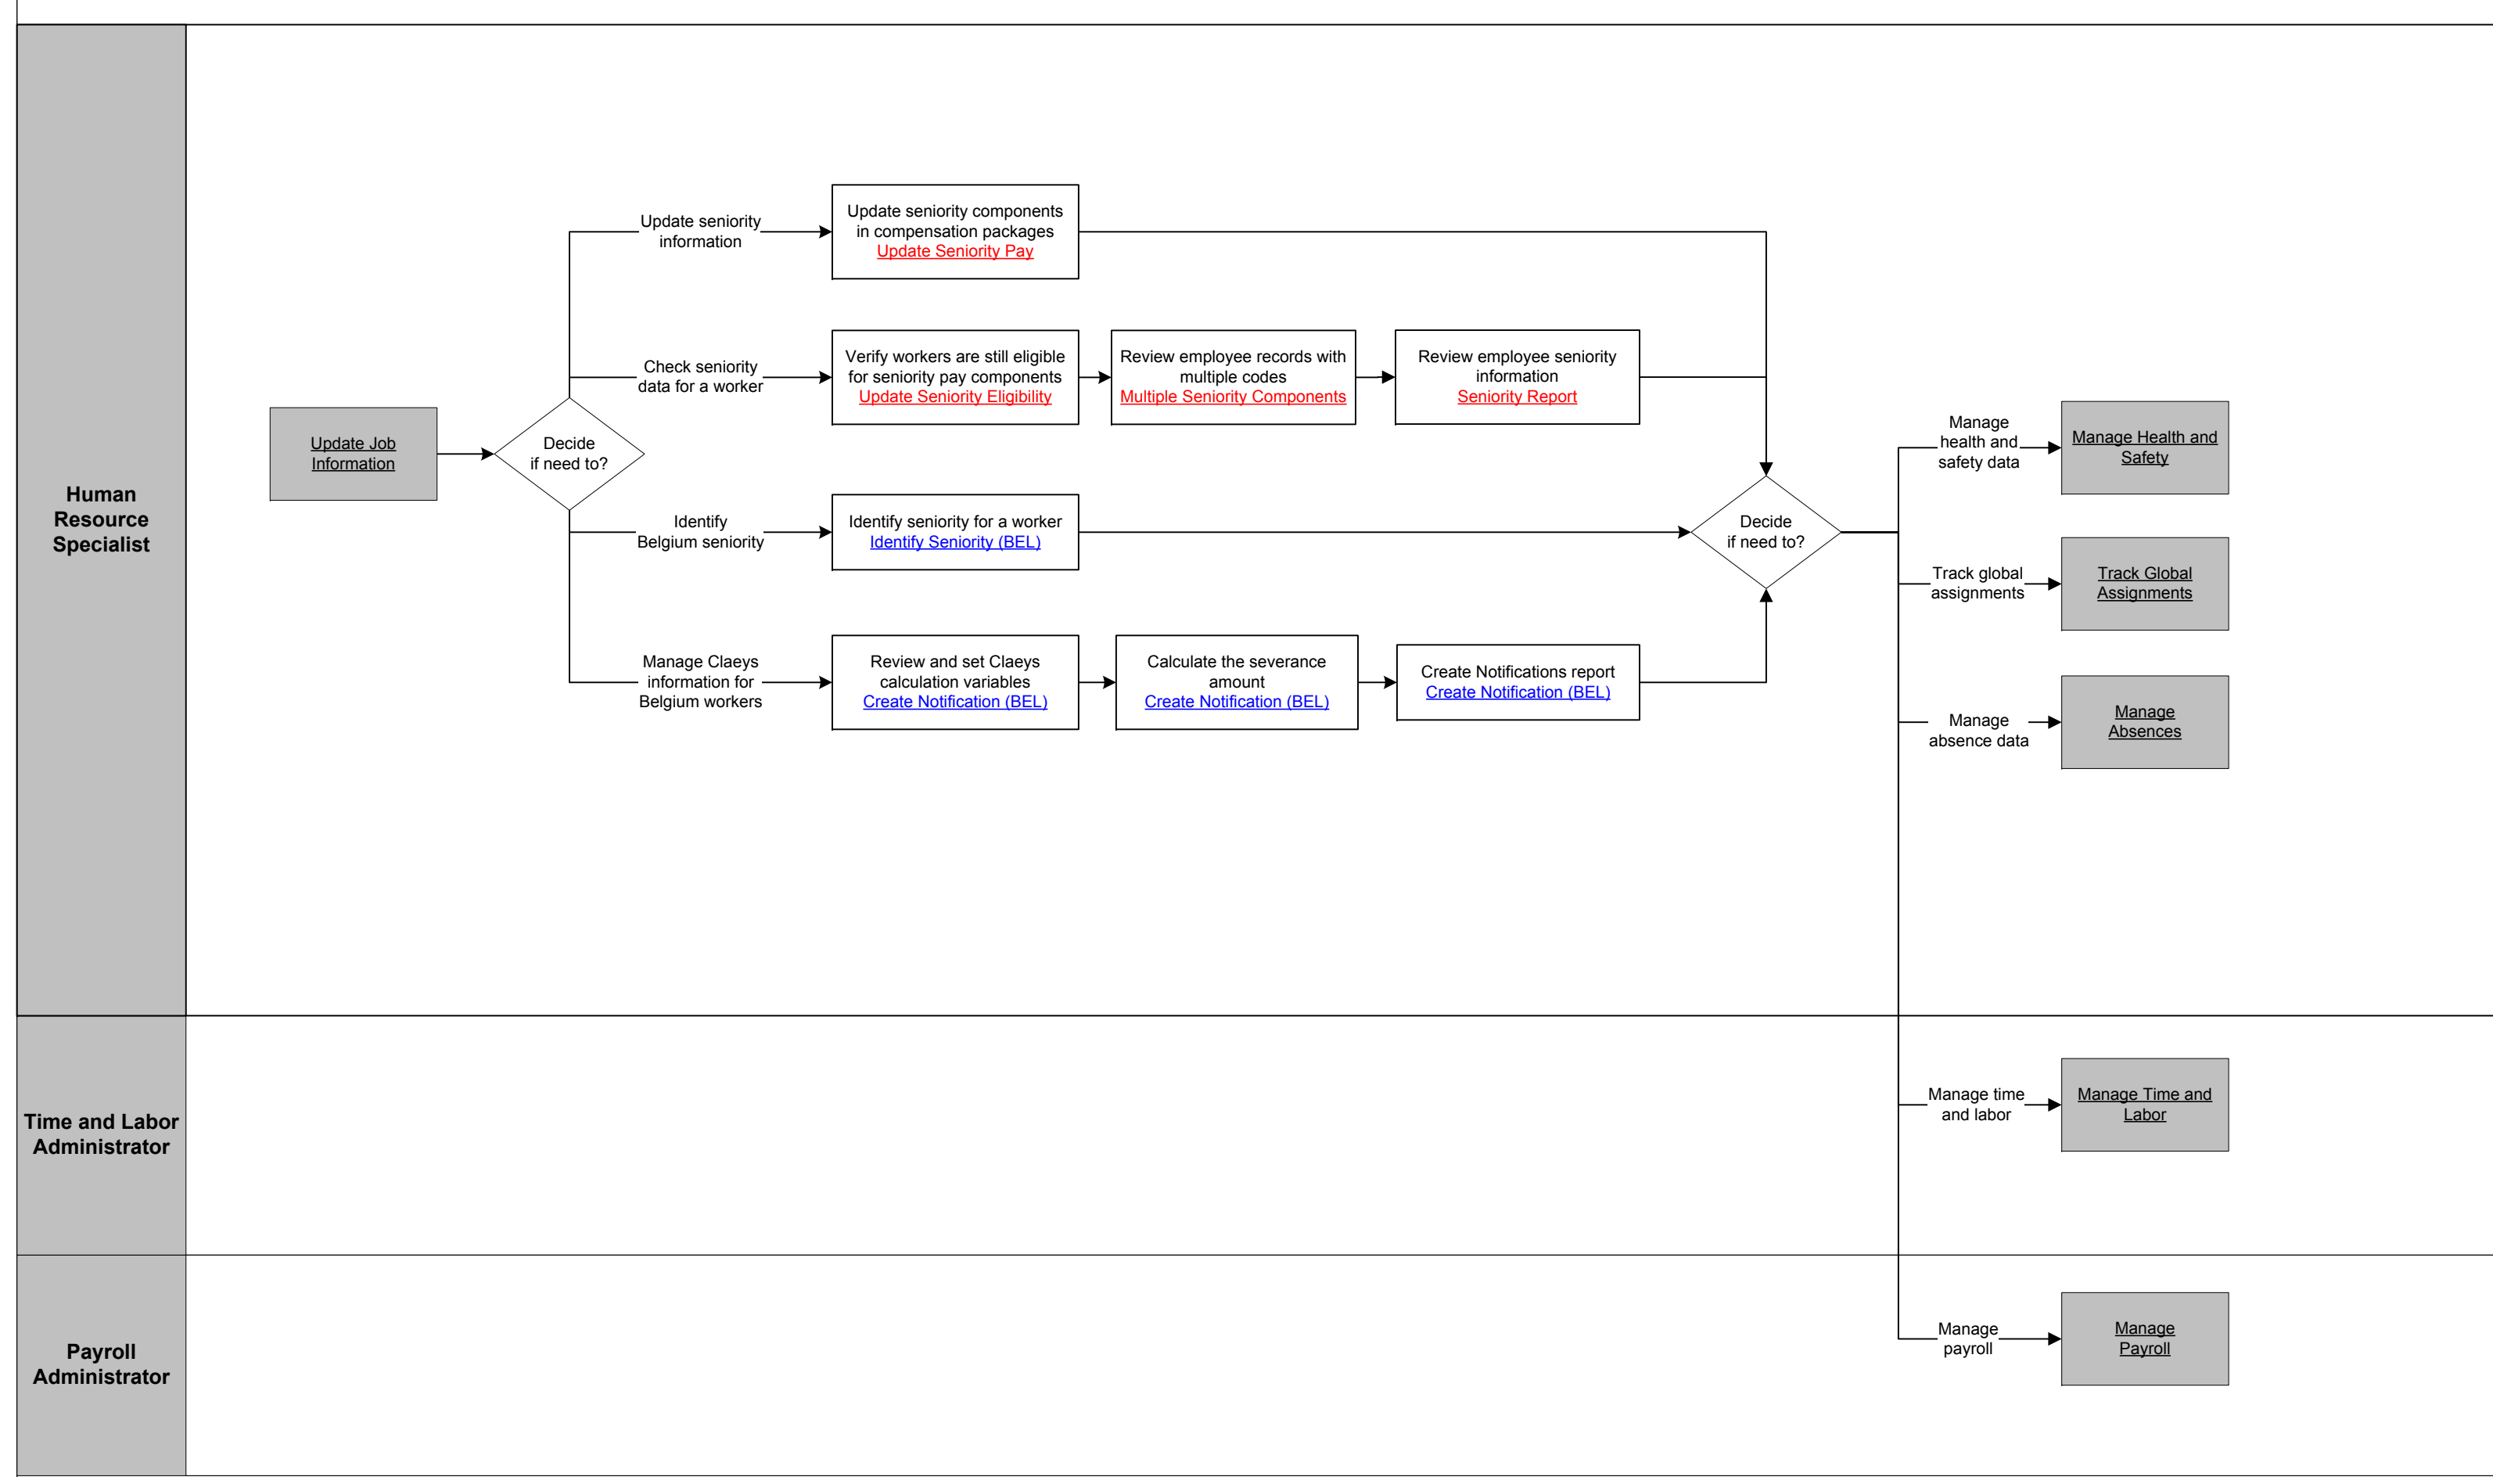 Human
Resource
Specialist
Update Job
Information
Decide
if need to?
Update seniority
information
Update seniority components
in compensation packages
Update Seniority Pay
Check seniority
data for a worker
Verify workers are still eligible
for seniority pay components
Update Seniority Eligibility
Review employee records with
multiple codes
Multiple Seniority Components
Review employee seniority
information
Seniority Report
Identify
Belgium seniority
Identify seniority for a worker
Identify Seniority (BEL)
Manage Claeys
information for
Belgium workers
Review and set Claeys
calculation variables
Create Notification (BEL)
Calculate the severance
amount
Create Notification (BEL)
Create Notifications report
Create Notification (BEL)
Decide
if need to?
Manage
health and
safety data
Manage Health and
Safety
Track global
assignments
Track Global
Assignments
Manage
absence data
Manage
Absences
Time and Labor
Administrator
Manage time
and labor
Manage Time and
Labor
Payroll
Administrator
Manage
payroll
Manage
Payroll